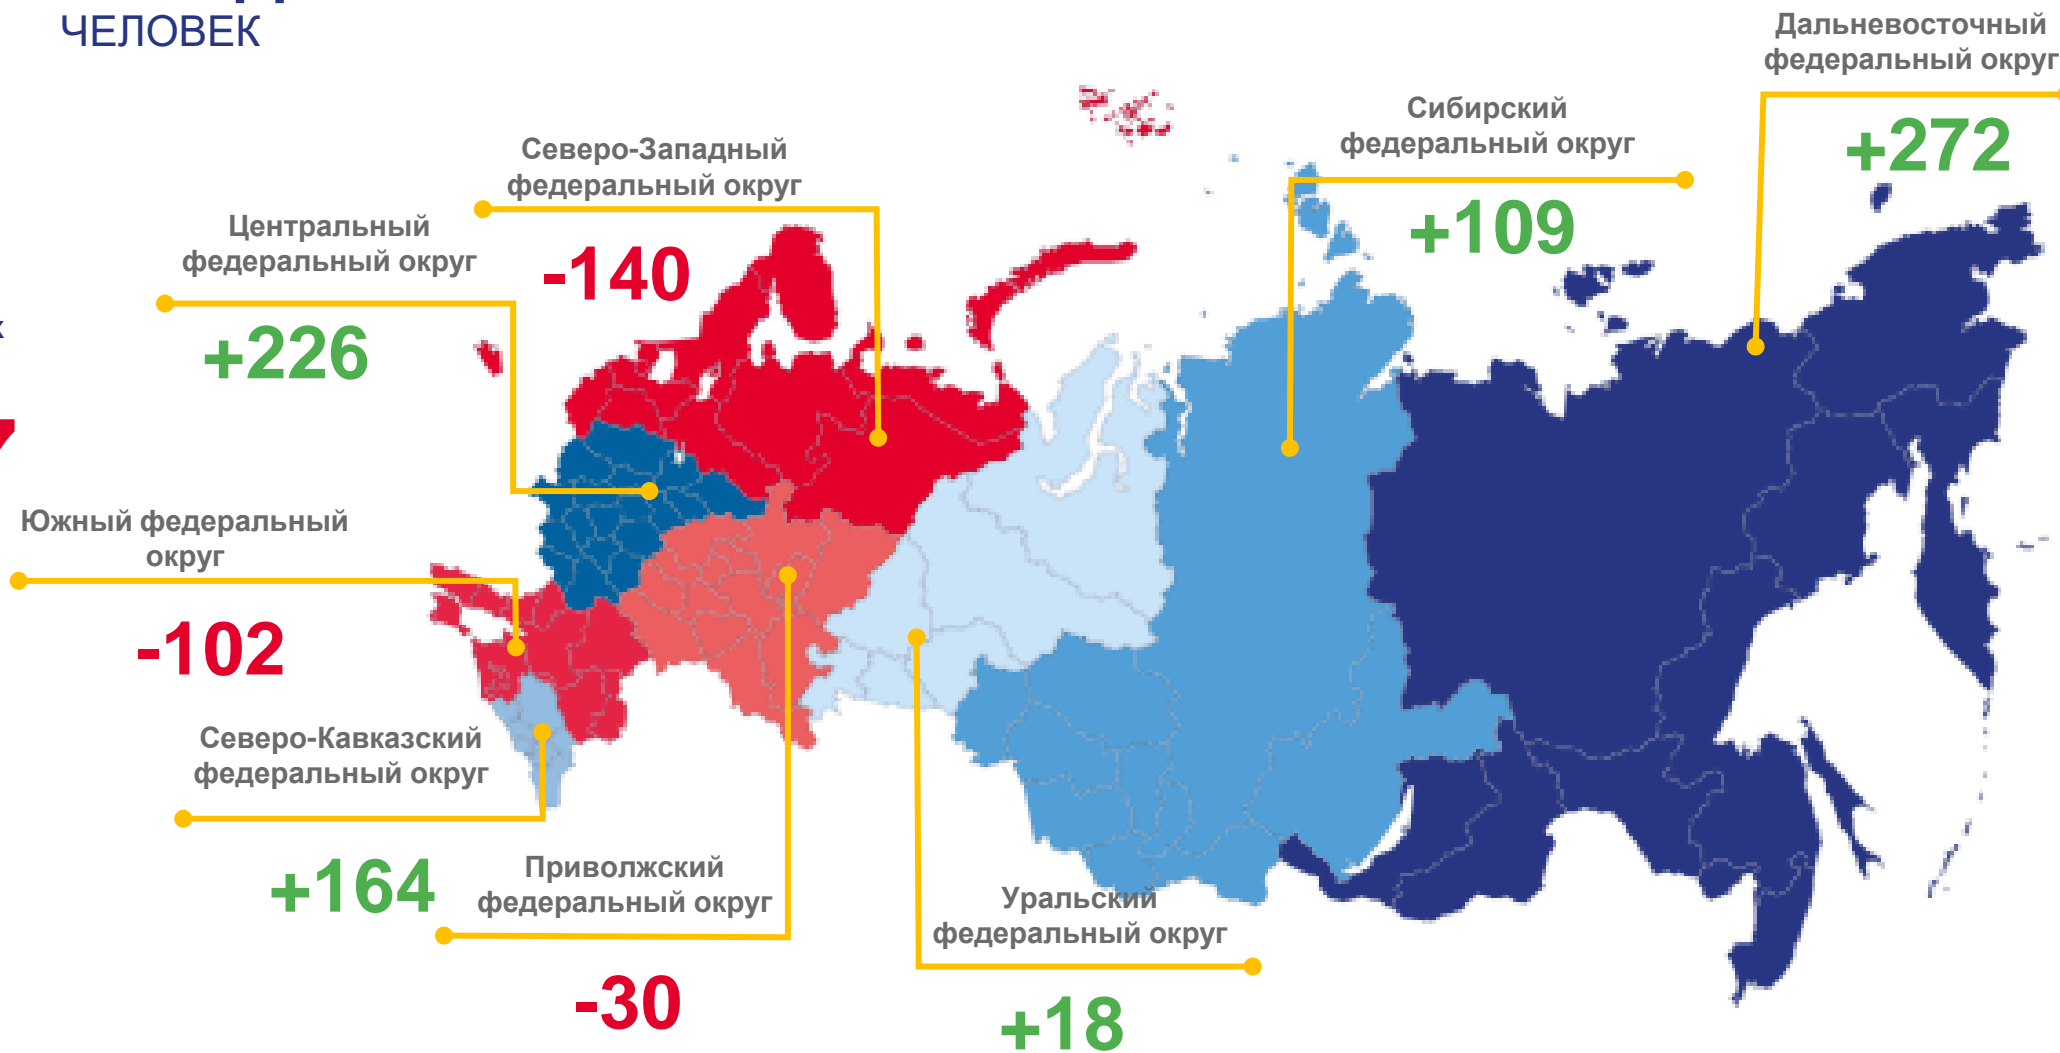 ЧЕЛОВЕК
Дальневосточный
федеральный округ
+272
Сибирский
федеральный округ
+109
Северо-Западный
федеральный округ
-140
Центральный
федеральный округ
+226
Южный федеральный
округ
-102
Северо-Кавказский
федеральный округ
+164
Приволжский
федеральный округ
-30
Уральский
федеральный округ
+18